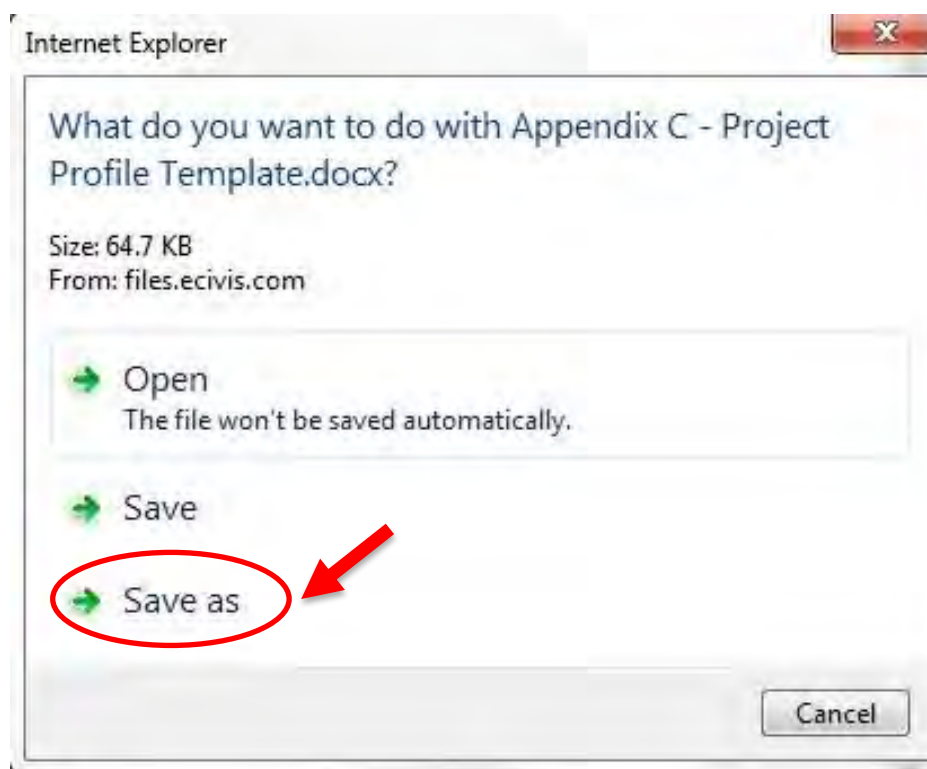 Internet Explorer
What do you want to do with Appendix C - Project
Profile Template.docx?
Size: 64.7 KB
From: files.ecivis.com
Open
The file won't be saved automatically.
Save
Save as
Cancel